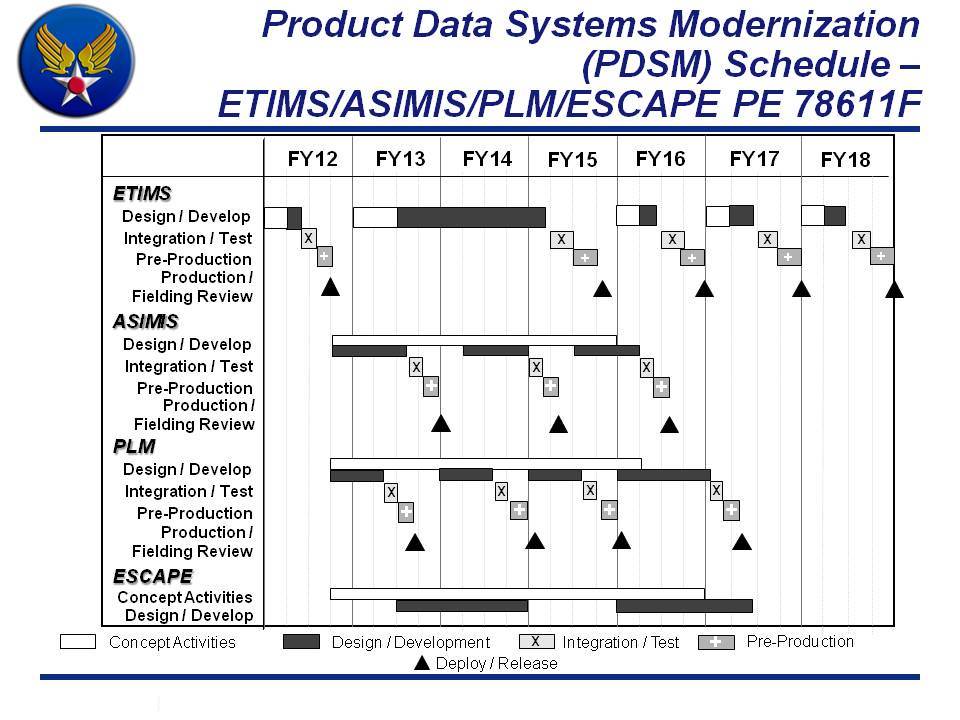 Product Data Systems Modernization
(PDSM) Schedule –
ETIMS/ASIMIS/PLM/ESCAPE PE 78611F
FY12 FY13 FY14 FY15 FY16 FY17 FY18
ETIMS
Design / Develop
Integration / Test X X X X X
Pre-Production + + + + +
Production /
Fielding Review
ASIMIS
Design / Develop
Integration / Test X X X
Pre-Production + + +
Production /
Fielding Review
PLM
Design / Develop
Integration / Test X X X X
Pre-Production + + + +
Production /
Fielding Review
ESCAPE
Concept Activities
Design / Develop
Concept Activities Design / Development X Integration / Test + Pre-Production
Deploy / Release